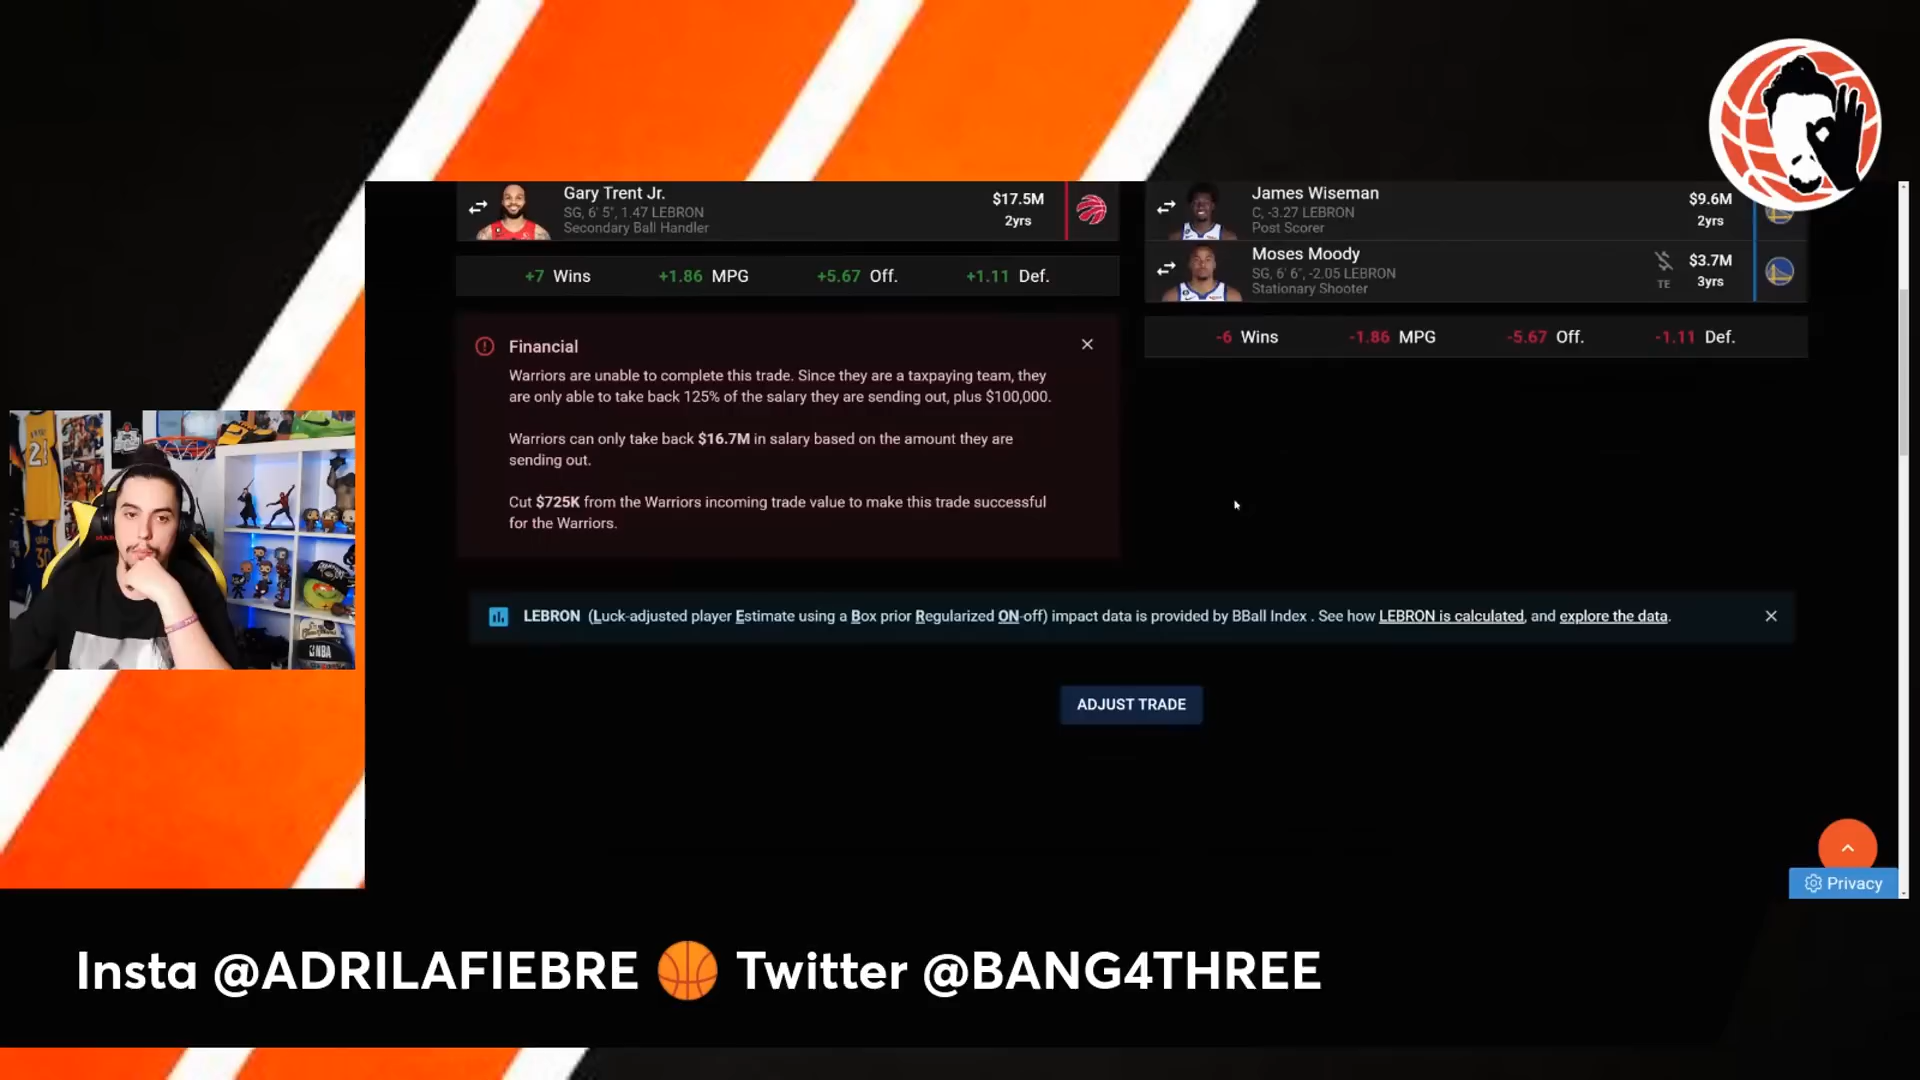 Gary Trent Jr.
SG, 6' 5", 1.47 LEBRON
Secondary Ball Handler
$17.5M
2yrs
+7 Wins +1.86 MPG +5.67 Off. +1.11 Def.
James Wiseman
C, -3.27 LEBRON
Post Scorer
$9.6M
2yrs
Moses Moody
SG, 6' 6", -2.05 LEBRON
Stationary Shooter
TE
$3.7M
3yrs
-6 Wins -1.86 MPG -5.67 Off. -1.11 Def.
Financial
Warriors are unable to complete this trade. Since they are a taxpaying team, they
are only able to take back 125% of the salary they are sending out, plus $100,000.
Warriors can only take back $16.7M in salary based on the amount they are
sending out.
Cut $725K from the Warriors incoming trade value to make this trade successful
for the Warriors.
LEBRON (Luck-adjusted player Estimate using a Box prior Regularized ON-off) impact data is provided by BBall Index . See how LEBRON is calculated, and explore the data.
ADJUST TRADE
Privacy
30
NBA
Insta @ADRILAFIEBRE Twitter @BANG4THREE